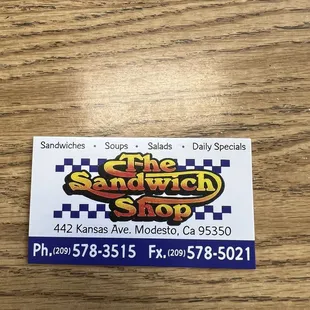 Sandwiches • Soups • Salads • Daily Specials
The
Sandwich
Shop
442 Kansas Ave. Modesto, Ca 95350
Ph. (209) 578-3515 Fx. (209) 578-5021